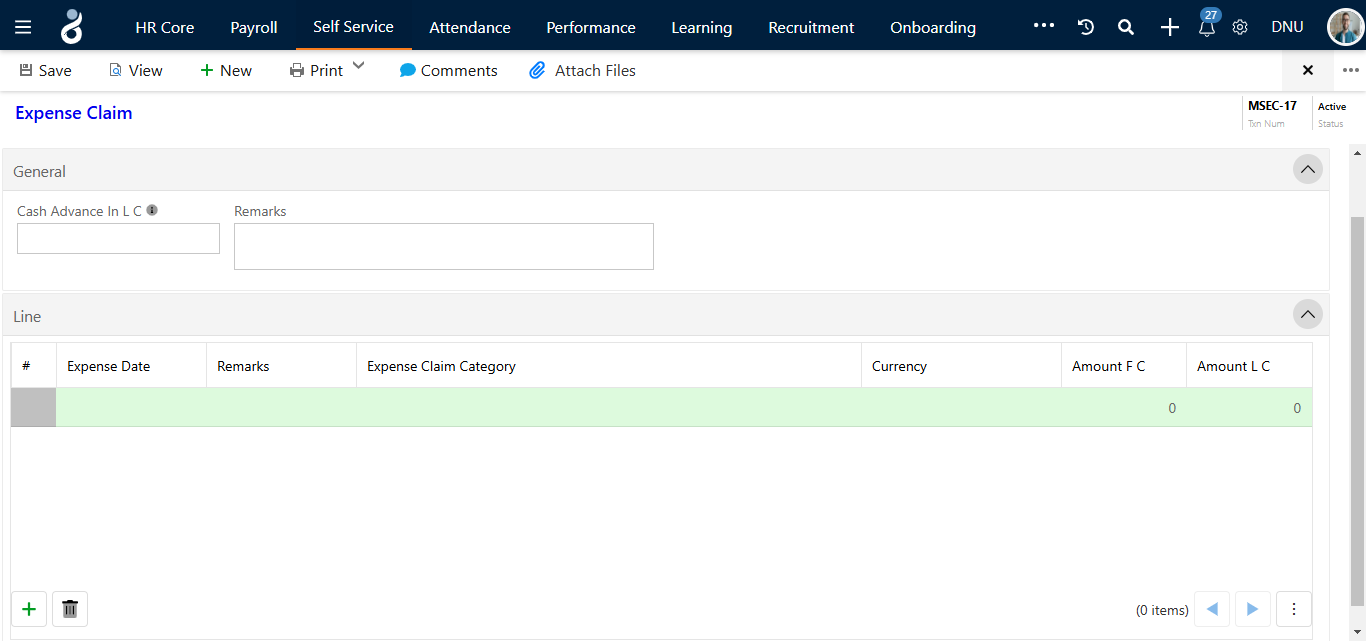 HR Core Payroll Self Service Attendance Performance Learning Recruitment Onboarding ••• 27 DNU
Save View New Print Comments Attach Files
Expense Claim
MSEC-17 Active
Txn Num Status
General
Cash Advance In L C Remarks
Line
# Expense Date Remarks Expense Claim Category Currency Amount F C Amount L C
0 0
(0 items)